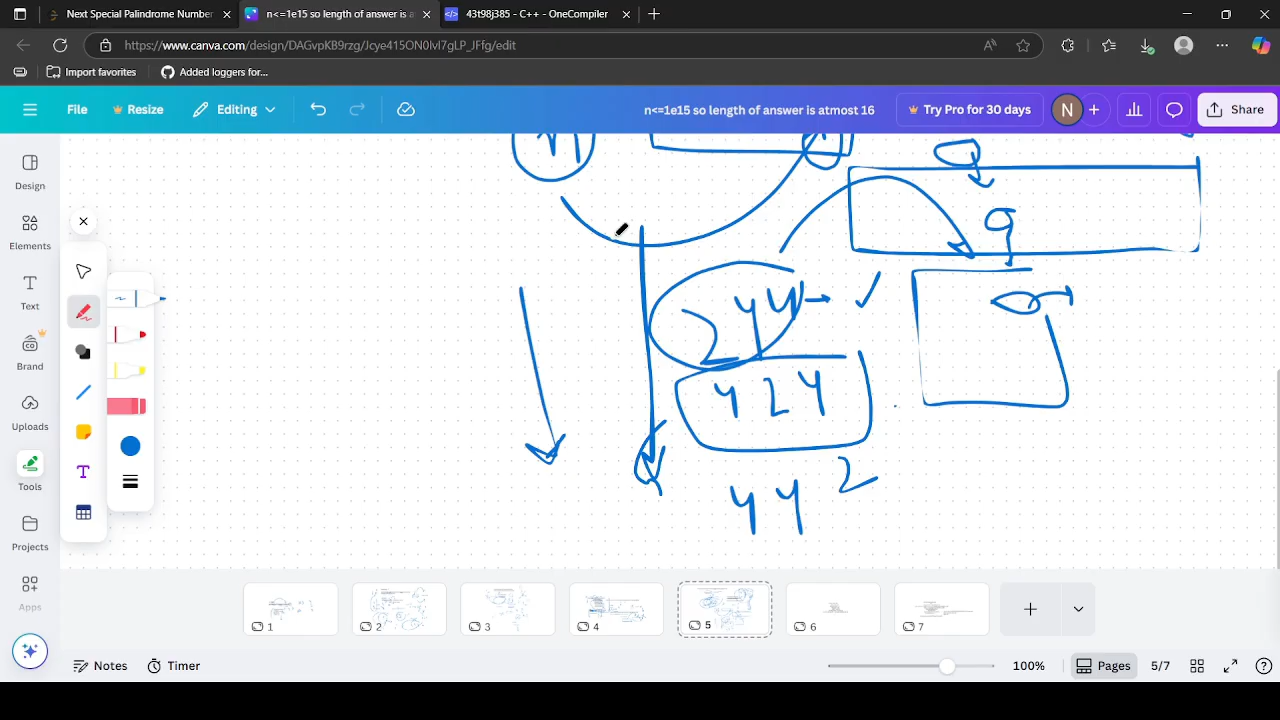 Next Special Palindrome Number
n<=1e15 so length of answer is a
43t98j385 - C++ - OneCompiler
https://www.canva.com/design/DAGvpKB9rzg/Jcye415ON0lvl7gLP_JFfg/edit
Import favorites
Added loggers for...
File
Resize
Editing
n<=1e15 so length of answer is atmost 16
Try Pro for 30 days
N
Share
Design
Elements
Text
Brand
Uploads
Tools
Projects
Apps
T
244
424
442
1
2
3
4
5
6
7
Notes
Timer
100%
Pages
5/7